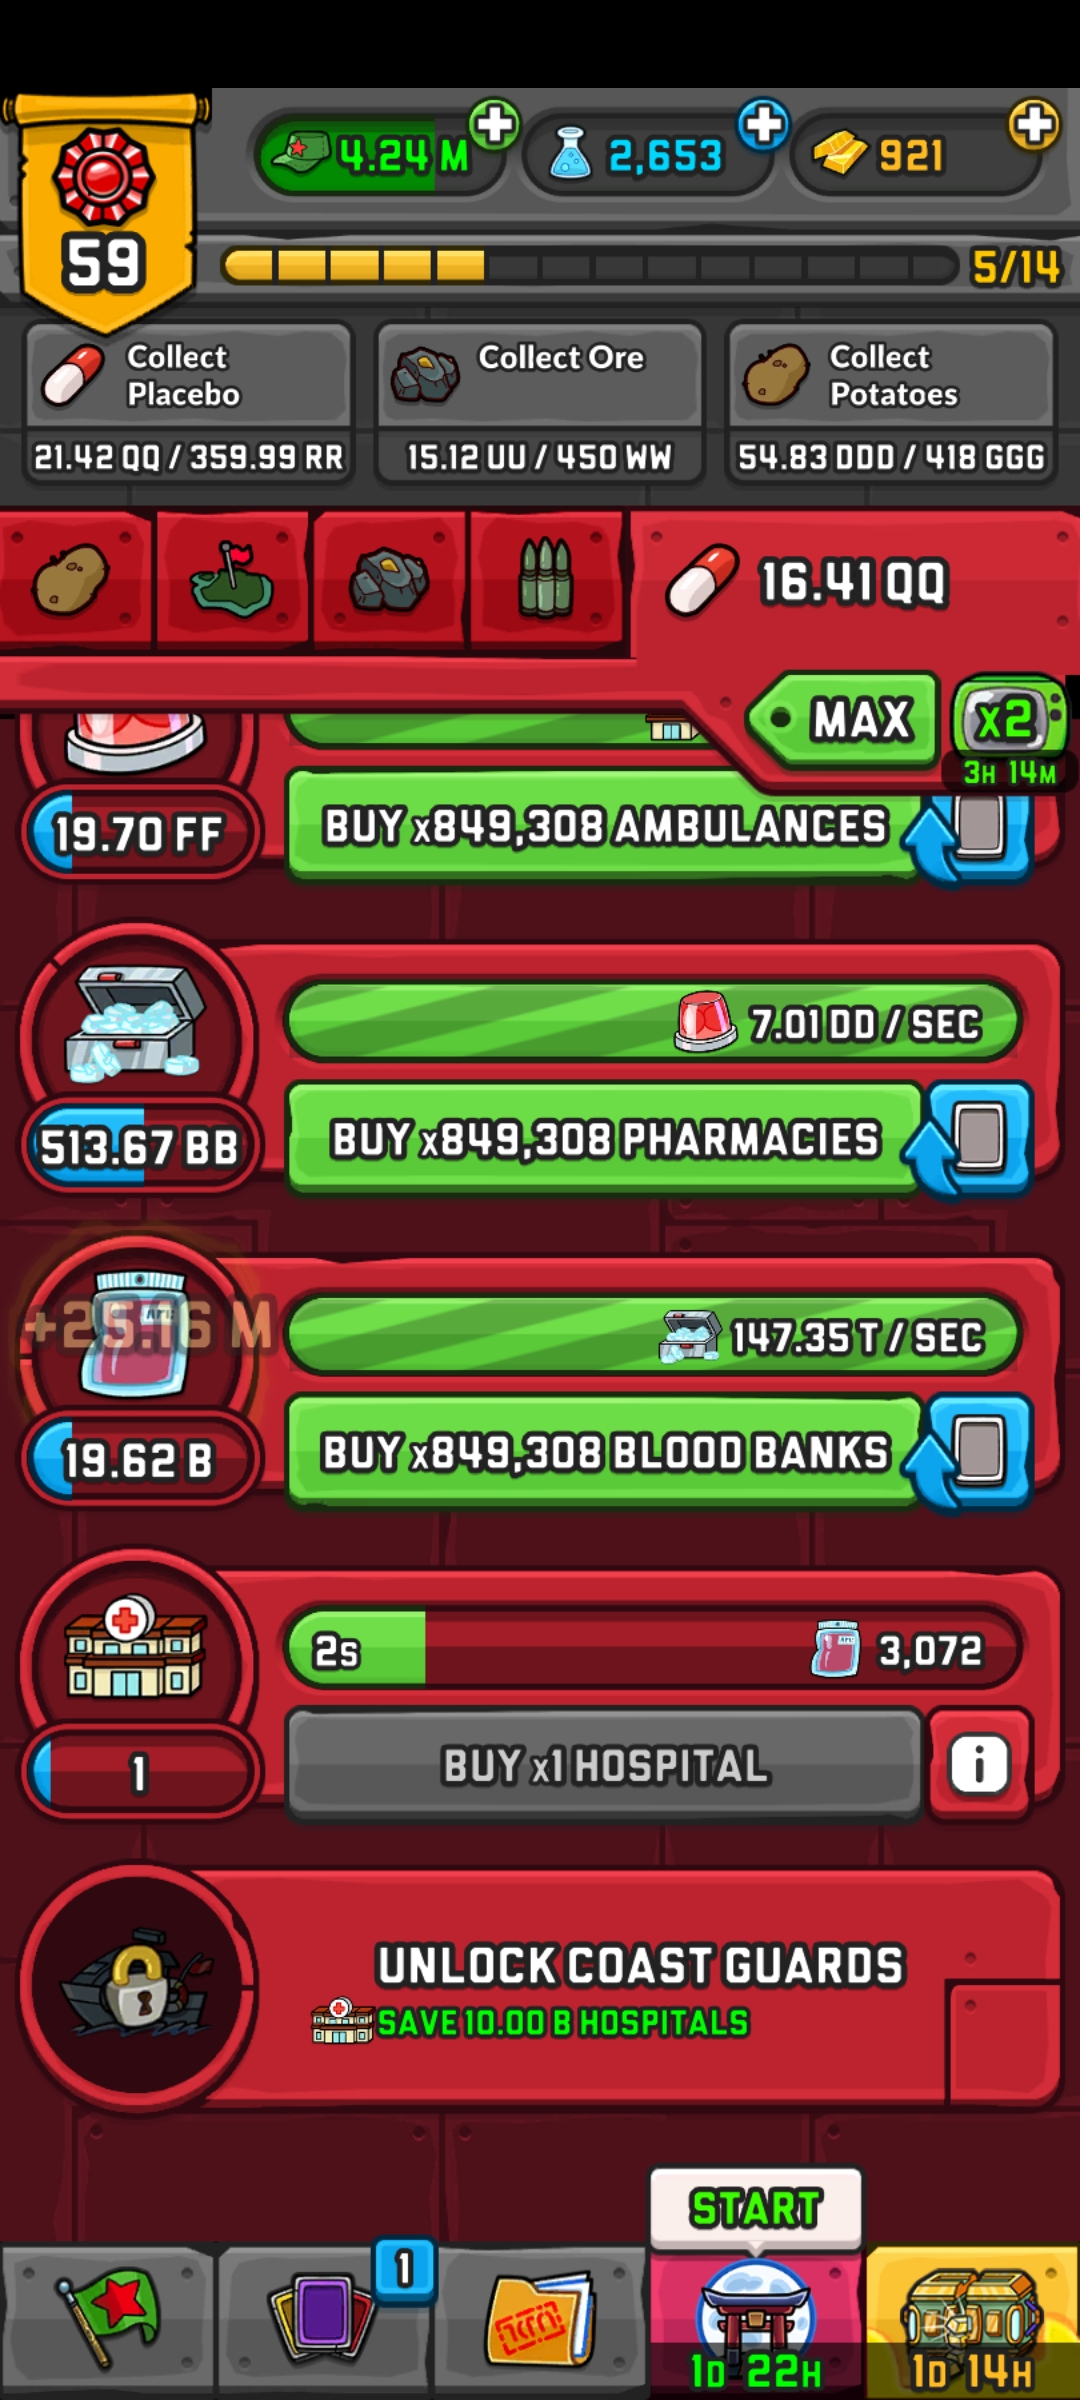 4.24 M
2,653
921
59
5/14
Collect Placebo
21.42 QQ / 359.99 RR
Collect Ore
15.12 UU / 450 WW
Collect Potatoes
54.83 DDD / 418 GGG
16.41 QQ
MAX
x2
3H 14M
19.70 FF
BUY x849,308 AMBULANCES
7.01 DD / SEC
513.67 BB
BUY x849,308 PHARMACIES
+25.16 M
147.35 T / SEC
19.62 B
BUY x849,308 BLOOD BANKS
2s
3,072
1
BUY x1 HOSPITAL
i
UNLOCK COAST GUARDS
SAVE 10.00 B HOSPITALS
START
1
1D 22H
1D 14H